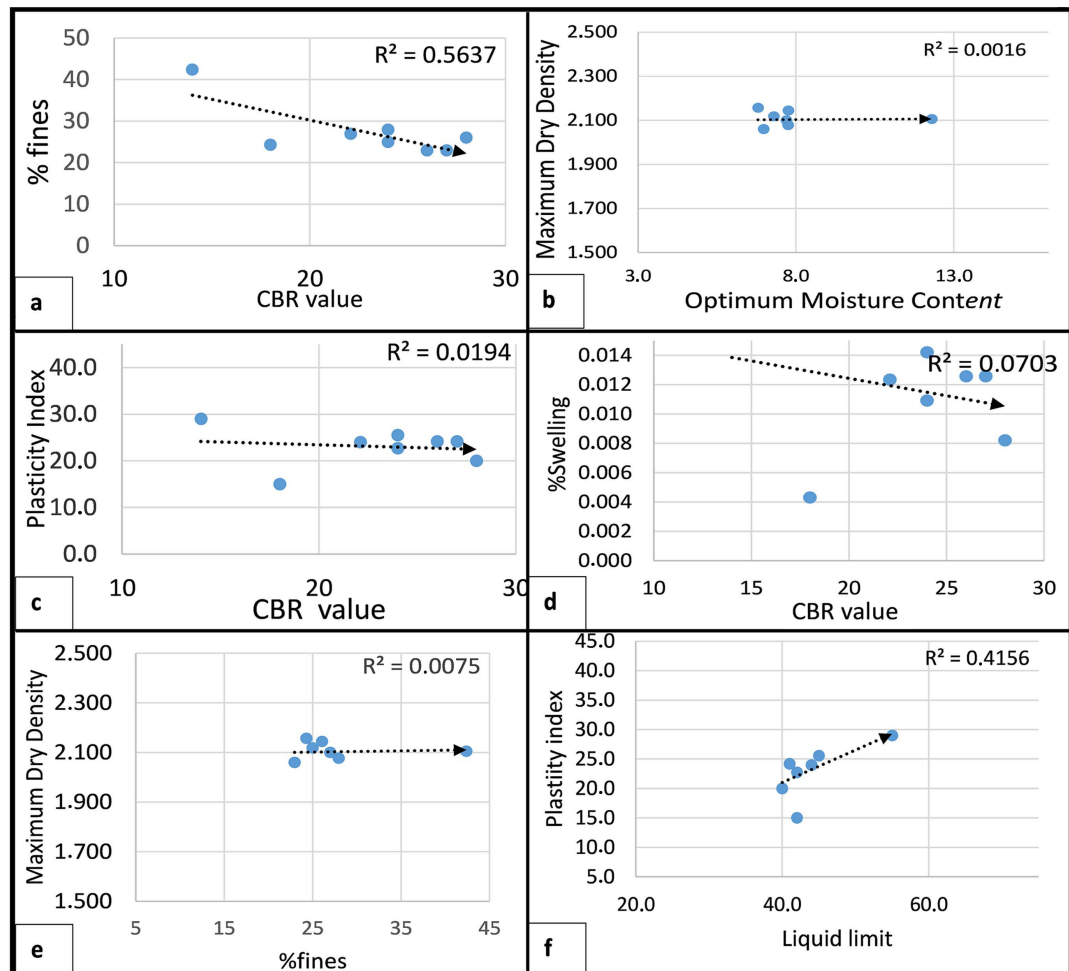 R² = 0.5637
% fines
50
40
30
20
10
0
10 20 30
CBR value
a
R² = 0.0016
Maximum Dry Density
2.500
2.300
2.100
1.900
1.700
1.500
3.0 8.0 13.0
Optimum Moisture Content
b
R² = 0.0194
Plasticity Index
40.0
30.0
20.0
10.0
0.0
10 20 30
CBR value
c
R² = 0.0703
%Swelling
0.014
0.012
0.010
0.008
0.006
0.004
0.002
0.000
10 15 20 25 30
CBR value
d
R² = 0.0075
Maximum Dry Density
2.500
2.300
2.100
1.900
1.700
1.500
5 15 25 35 45
%fines
e
R² = 0.4156
Plastiity index
45.0
40.0
35.0
30.0
25.0
20.0
15.0
10.0
5.0
20.0 40.0 60.0
Liquid limit
f